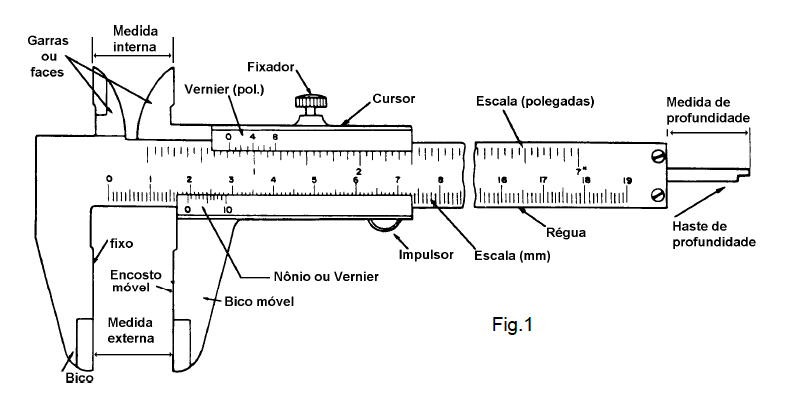 Medida
interna
Garras
ou
faces
Fixador
Vernier (pol.)
Cursor
Escala (polegadas)
Medida de
profundidade
0 4 8
1 2 7"
0 1 2 3 4 5 6 7 8 16 17 18 19
0 10
fixo
Encosto
móvel
Nônio ou Vernier
Bico móvel
Impulsor
Escala (mm)
Régua
Haste de
profundidade
Medida
externa
Bico
Fig.1